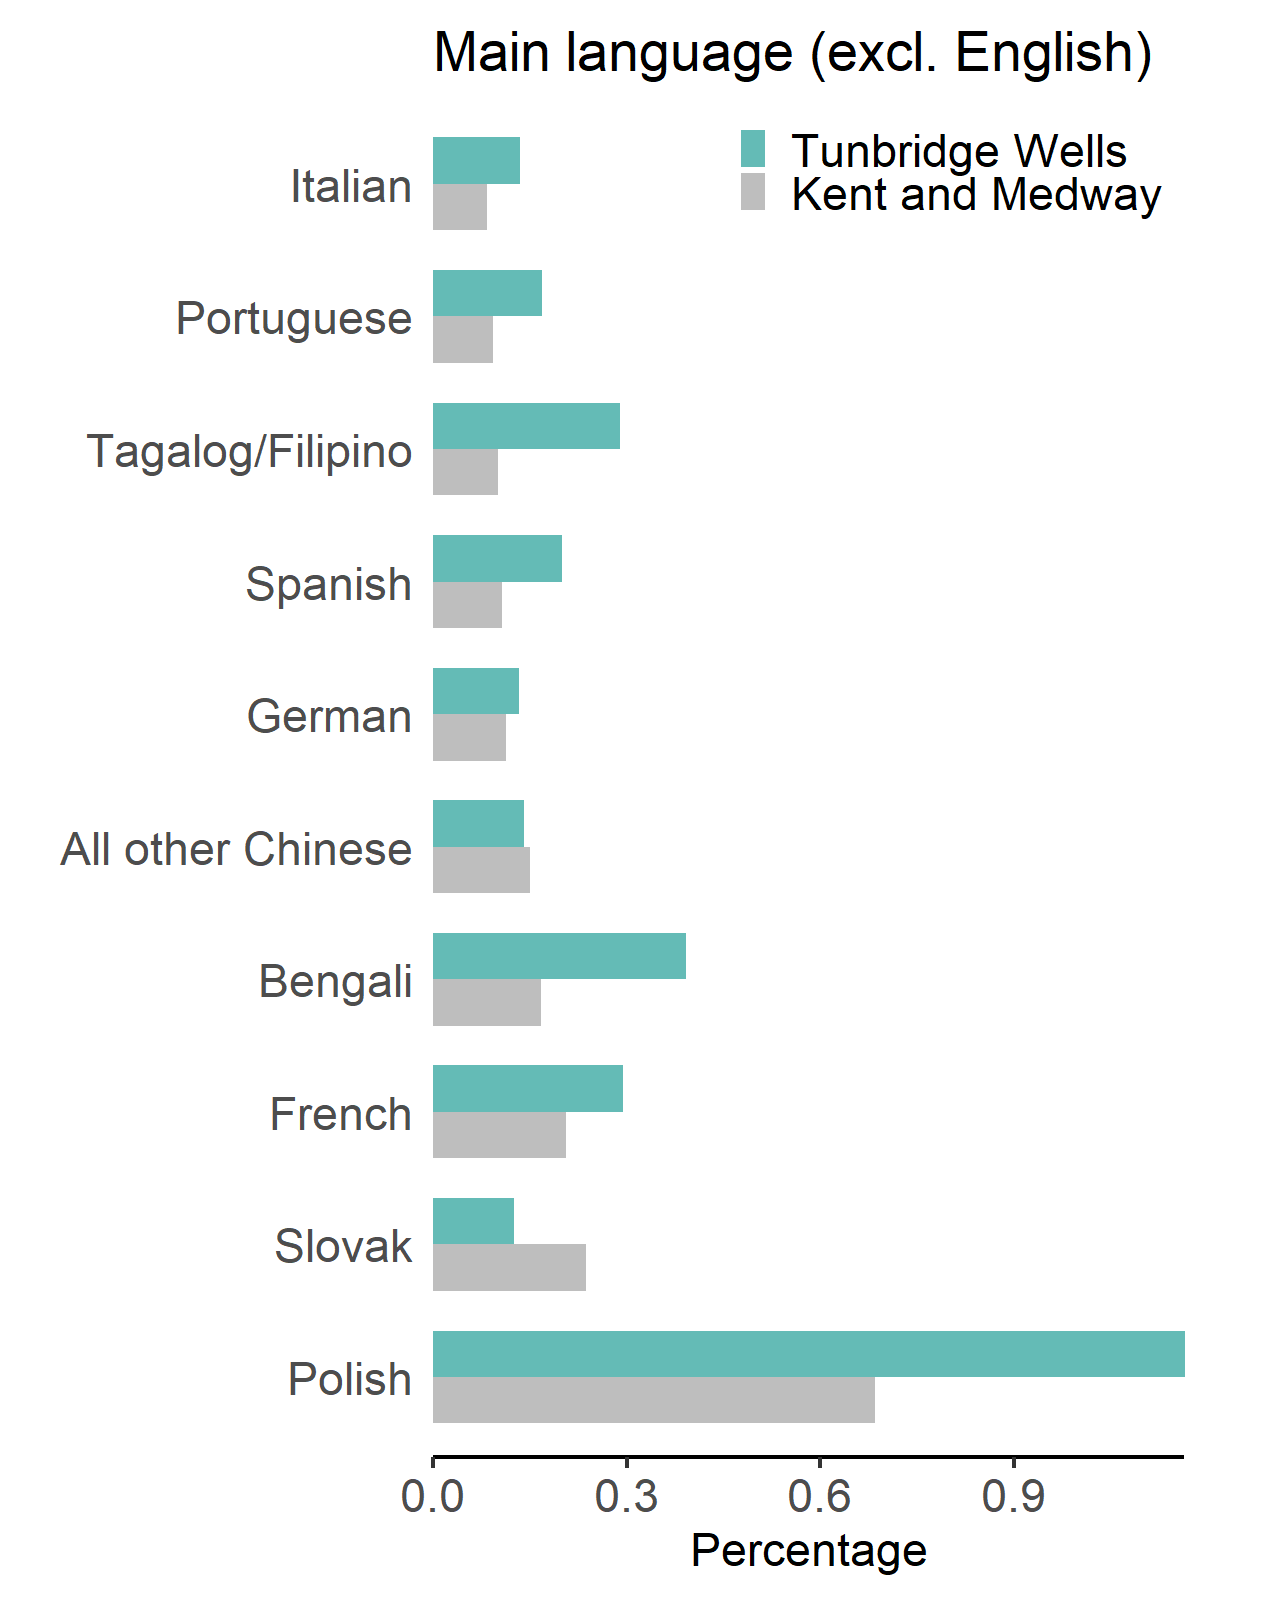 Main language (excl. English)
Tunbridge Wells
Kent and Medway
Italian
Portuguese
Tagalog/Filipino
Spanish
German
All other Chinese
Bengali
French
Slovak
Polish
0.0 0.3 0.6 0.9
Percentage